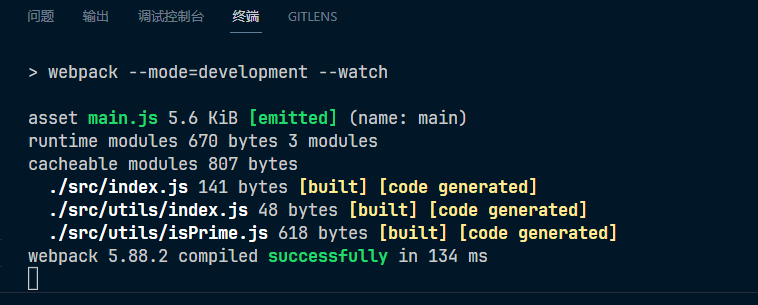 问题 输出 调试控制台 终端 GITLENS
> webpack --mode=development --watch
asset main.js 5.6 KiB [emitted] (name: main)
runtime modules 670 bytes 3 modules
cacheable modules 807 bytes
./src/index.js 141 bytes [built] [code generated]
./src/utils/index.js 48 bytes [built] [code generated]
./src/utils/isPrime.js 618 bytes [built] [code generated]
webpack 5.88.2 compiled successfully in 134 ms